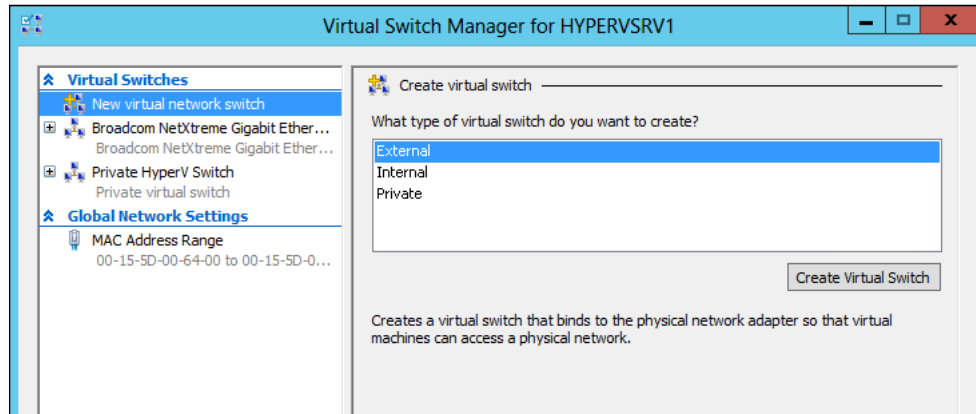 Virtual Switch Manager for HYPERVSRV1
Virtual Switches
New virtual network switch
Broadcom NetXtreme Gigabit Ether...
Broadcom NetXtreme Gigabit Ether...
Private HyperV Switch
Private virtual switch
Global Network Settings
MAC Address Range
00-15-5D-00-64-00 to 00-15-5D-0...
Create virtual switch
What type of virtual switch do you want to create?
External
Internal
Private
Create Virtual Switch
Creates a virtual switch that binds to the physical network adapter so that virtual
machines can access a physical network.